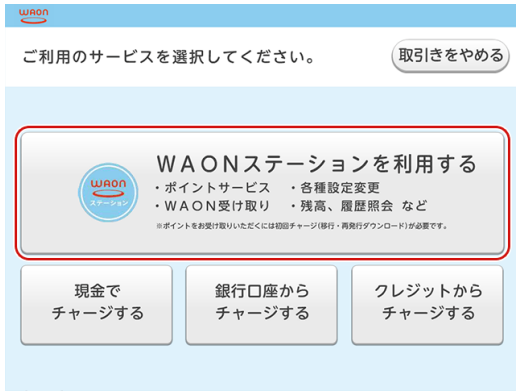 WAON
ご利用のサービスを選択してください。
取引きをやめる
WAON
ステーション
WAONステーションを利用する
・ポイントサービス ・各種設定変更
・WAON受け取り ・残高、履歴照会 など
※ポイントをお受け取りいただくには初回チャージ(移行・再発行ダウンロード)が必要です。
現金で
チャージする
銀行口座から
チャージする
クレジットから
チャージする